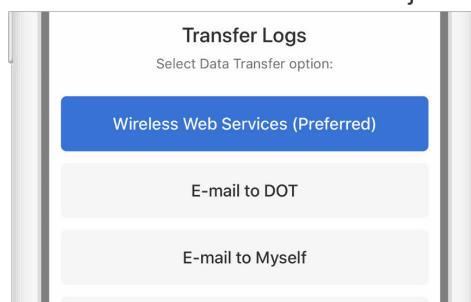 Transfer Logs
Select Data Transfer option:
Wireless Web Services (Preferred)
E-mail to DOT
E-mail to Myself